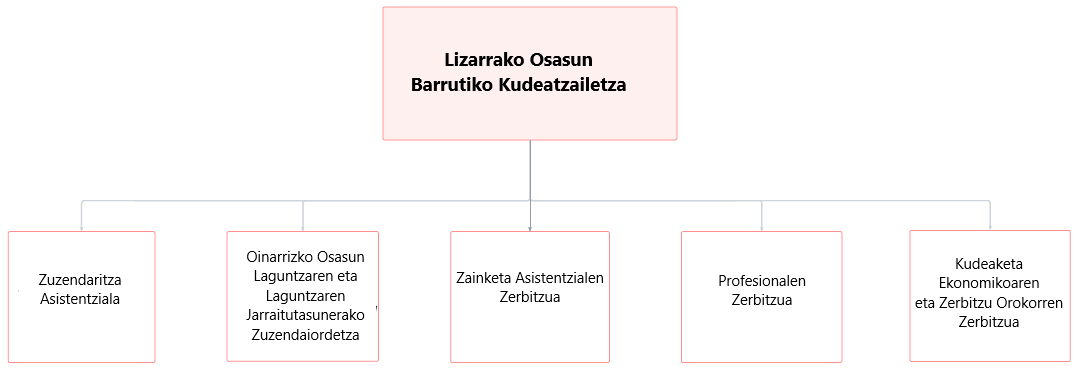 Lizarrako Osasun
Barrutiko Kudeatzailetza
Zuzendaritza
Asistentziala
Oinarrizko Osasun
Laguntzaren eta
Laguntzaren
Jarraitutasunerako
Zuzendaiordetza
Zainketa Asistentzialen
Zerbitzua
Profesionalen
Zerbitzua
Kudeaketa
Ekonomikoaren
eta Zerbitzu Orokorren
Zerbitzua